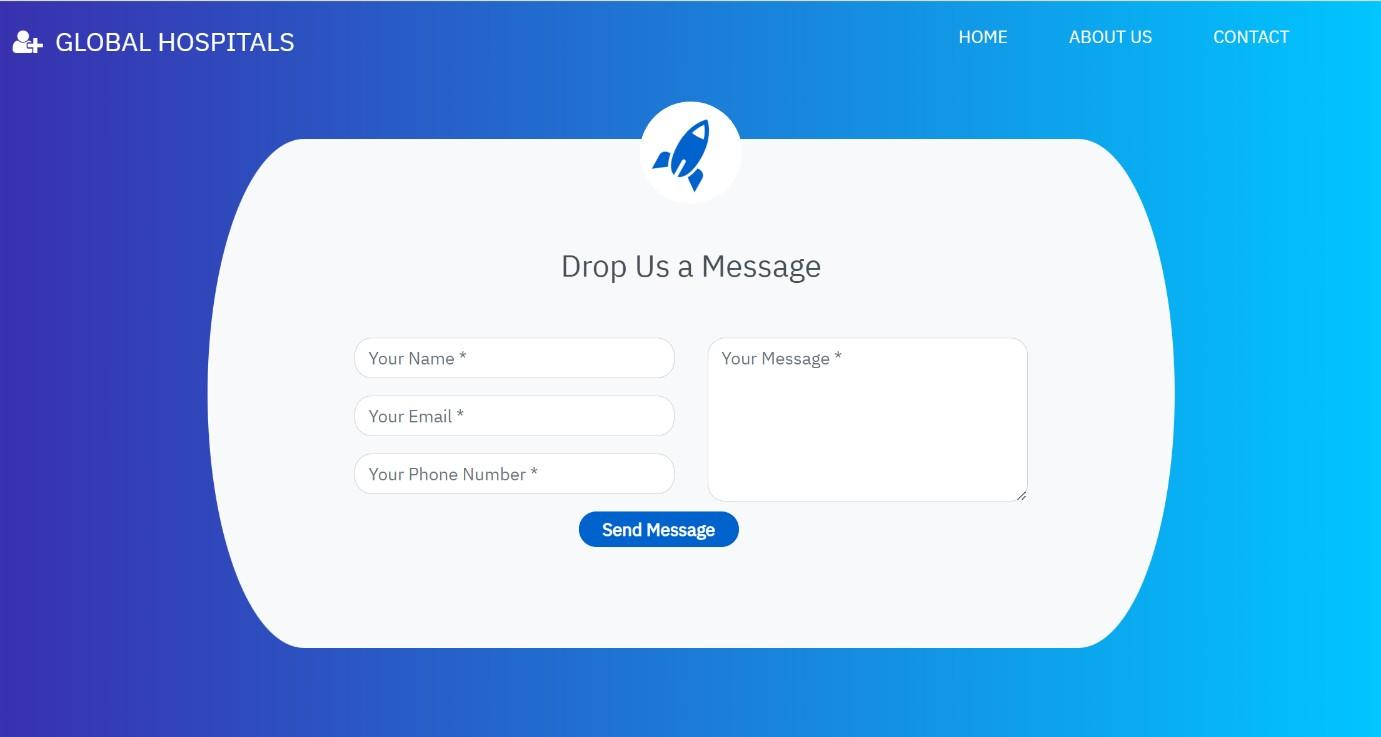 GLOBAL HOSPITALS
HOME
ABOUT US
CONTACT
Drop Us a Message
Your Name *
Your Email *
Your Phone Number *
Your Message *
Send Message